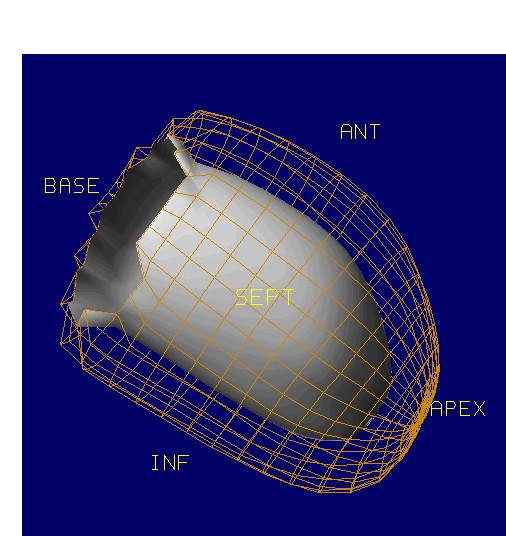 ANT
BASE
SEPT
APEX
INF